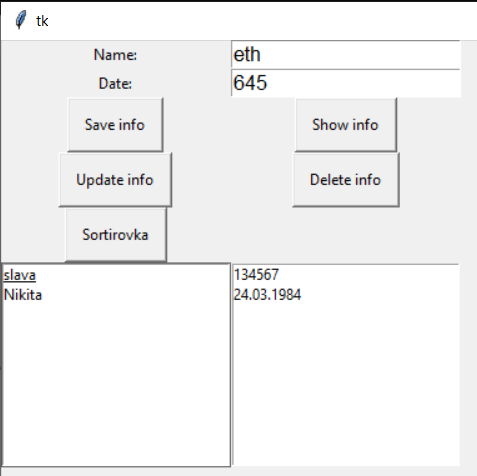 tk
Name: eth
Date: 645
Save info Show info
Update info Delete info
Sortirovka
slava 134567
Nikita 24.03.1984